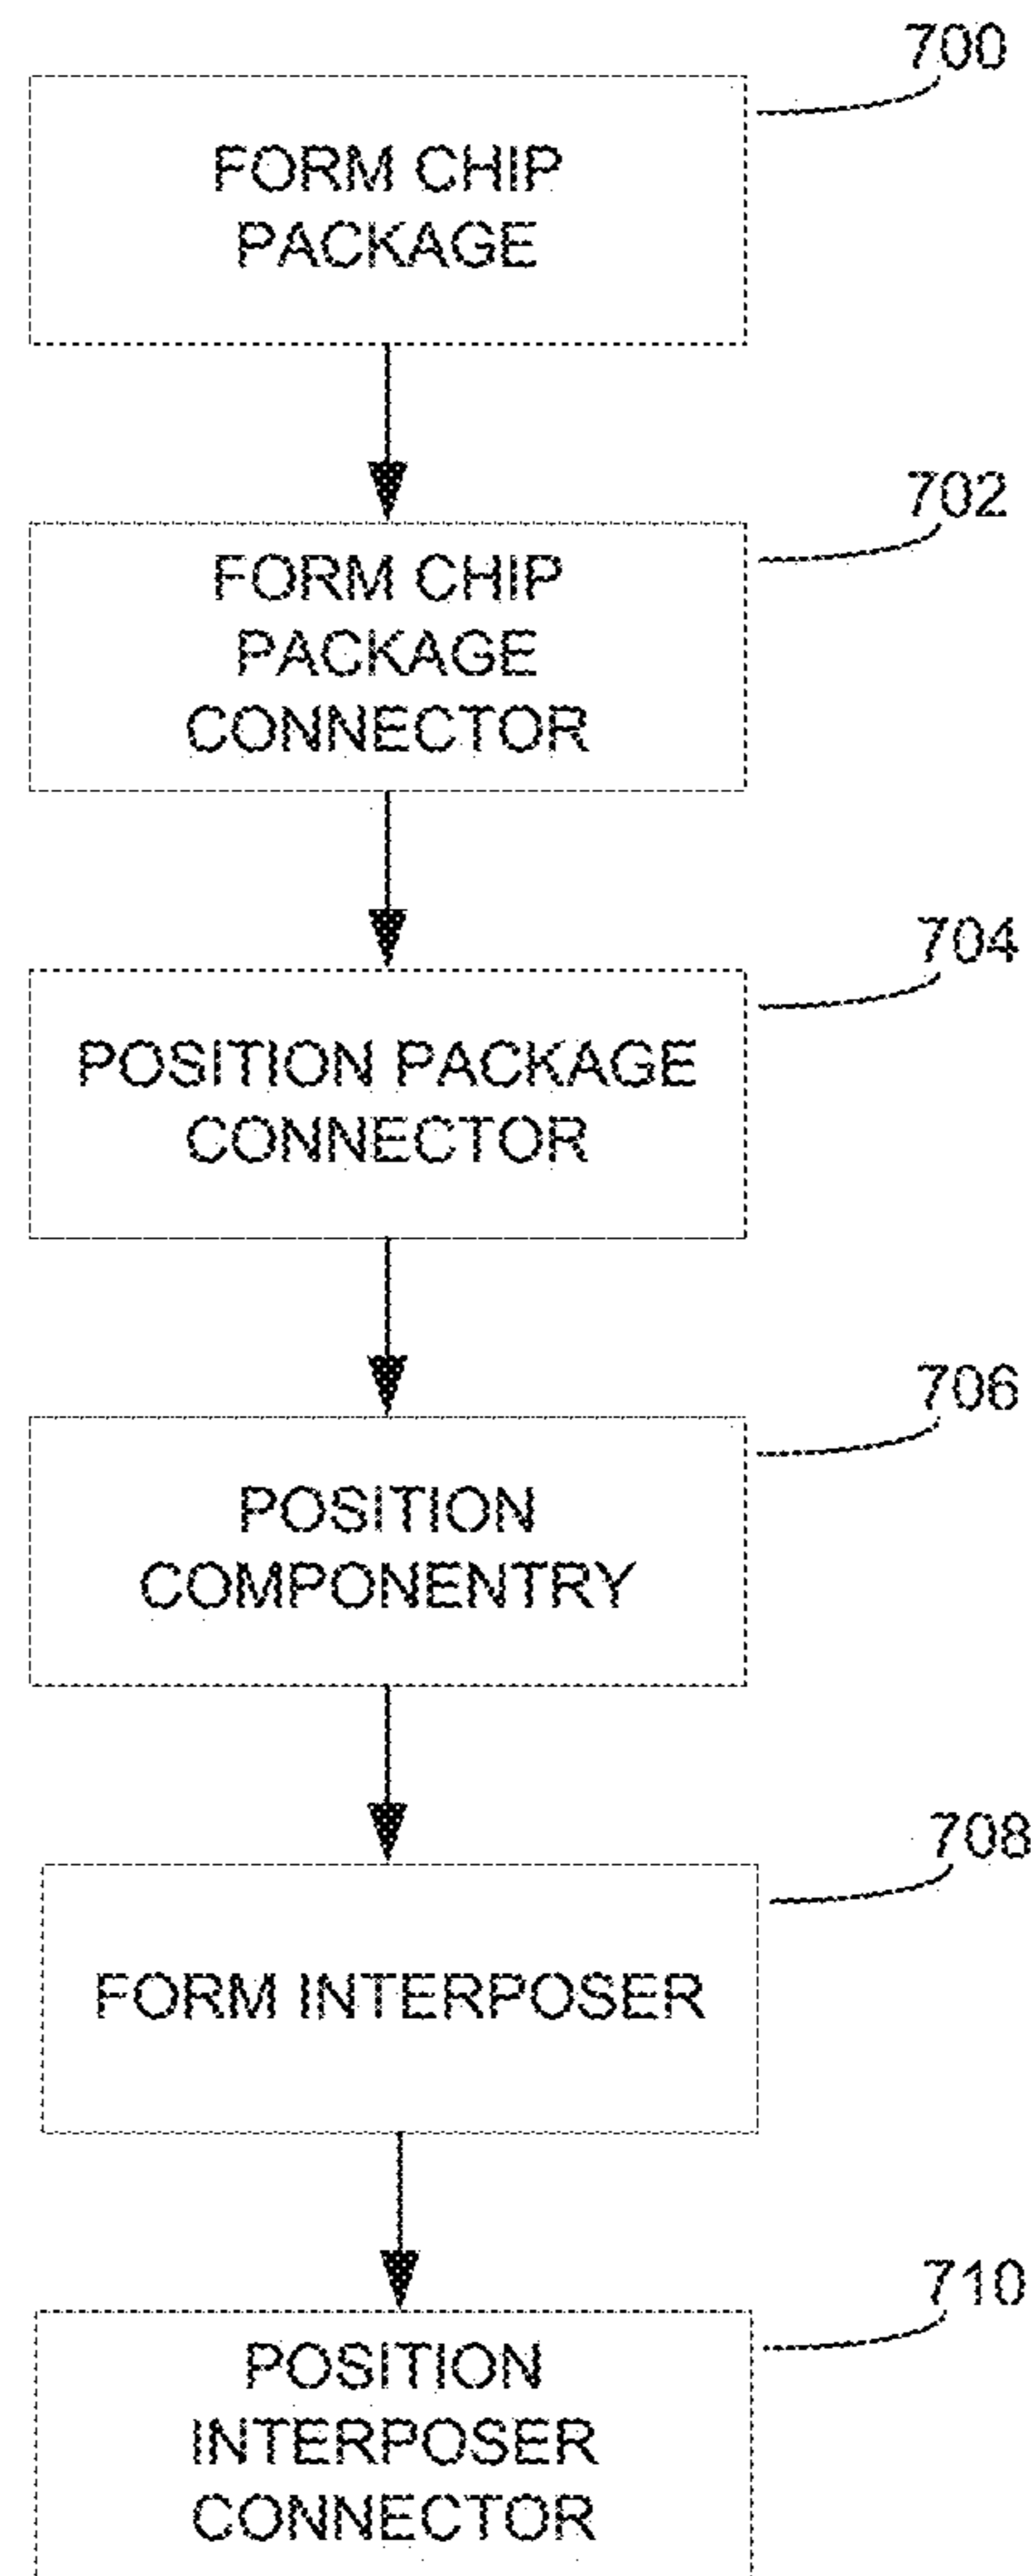 700
FORM CHIP
PACKAGE
702
FORM CHIP
PACKAGE
CONNECTOR
704
POSITION PACKAGE
CONNECTOR
706
POSITION
COMPONENTRY
708
FORM INTERPOSER
710
POSITION
INTERPOSER
CONNECTOR